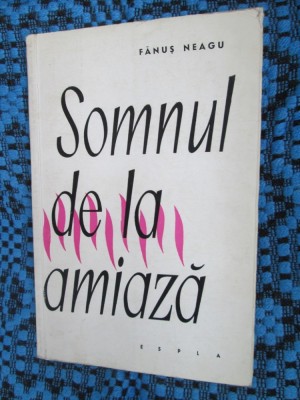 FĂNUȘ NEAGU
Somnul
de la
amiază
ESPLA